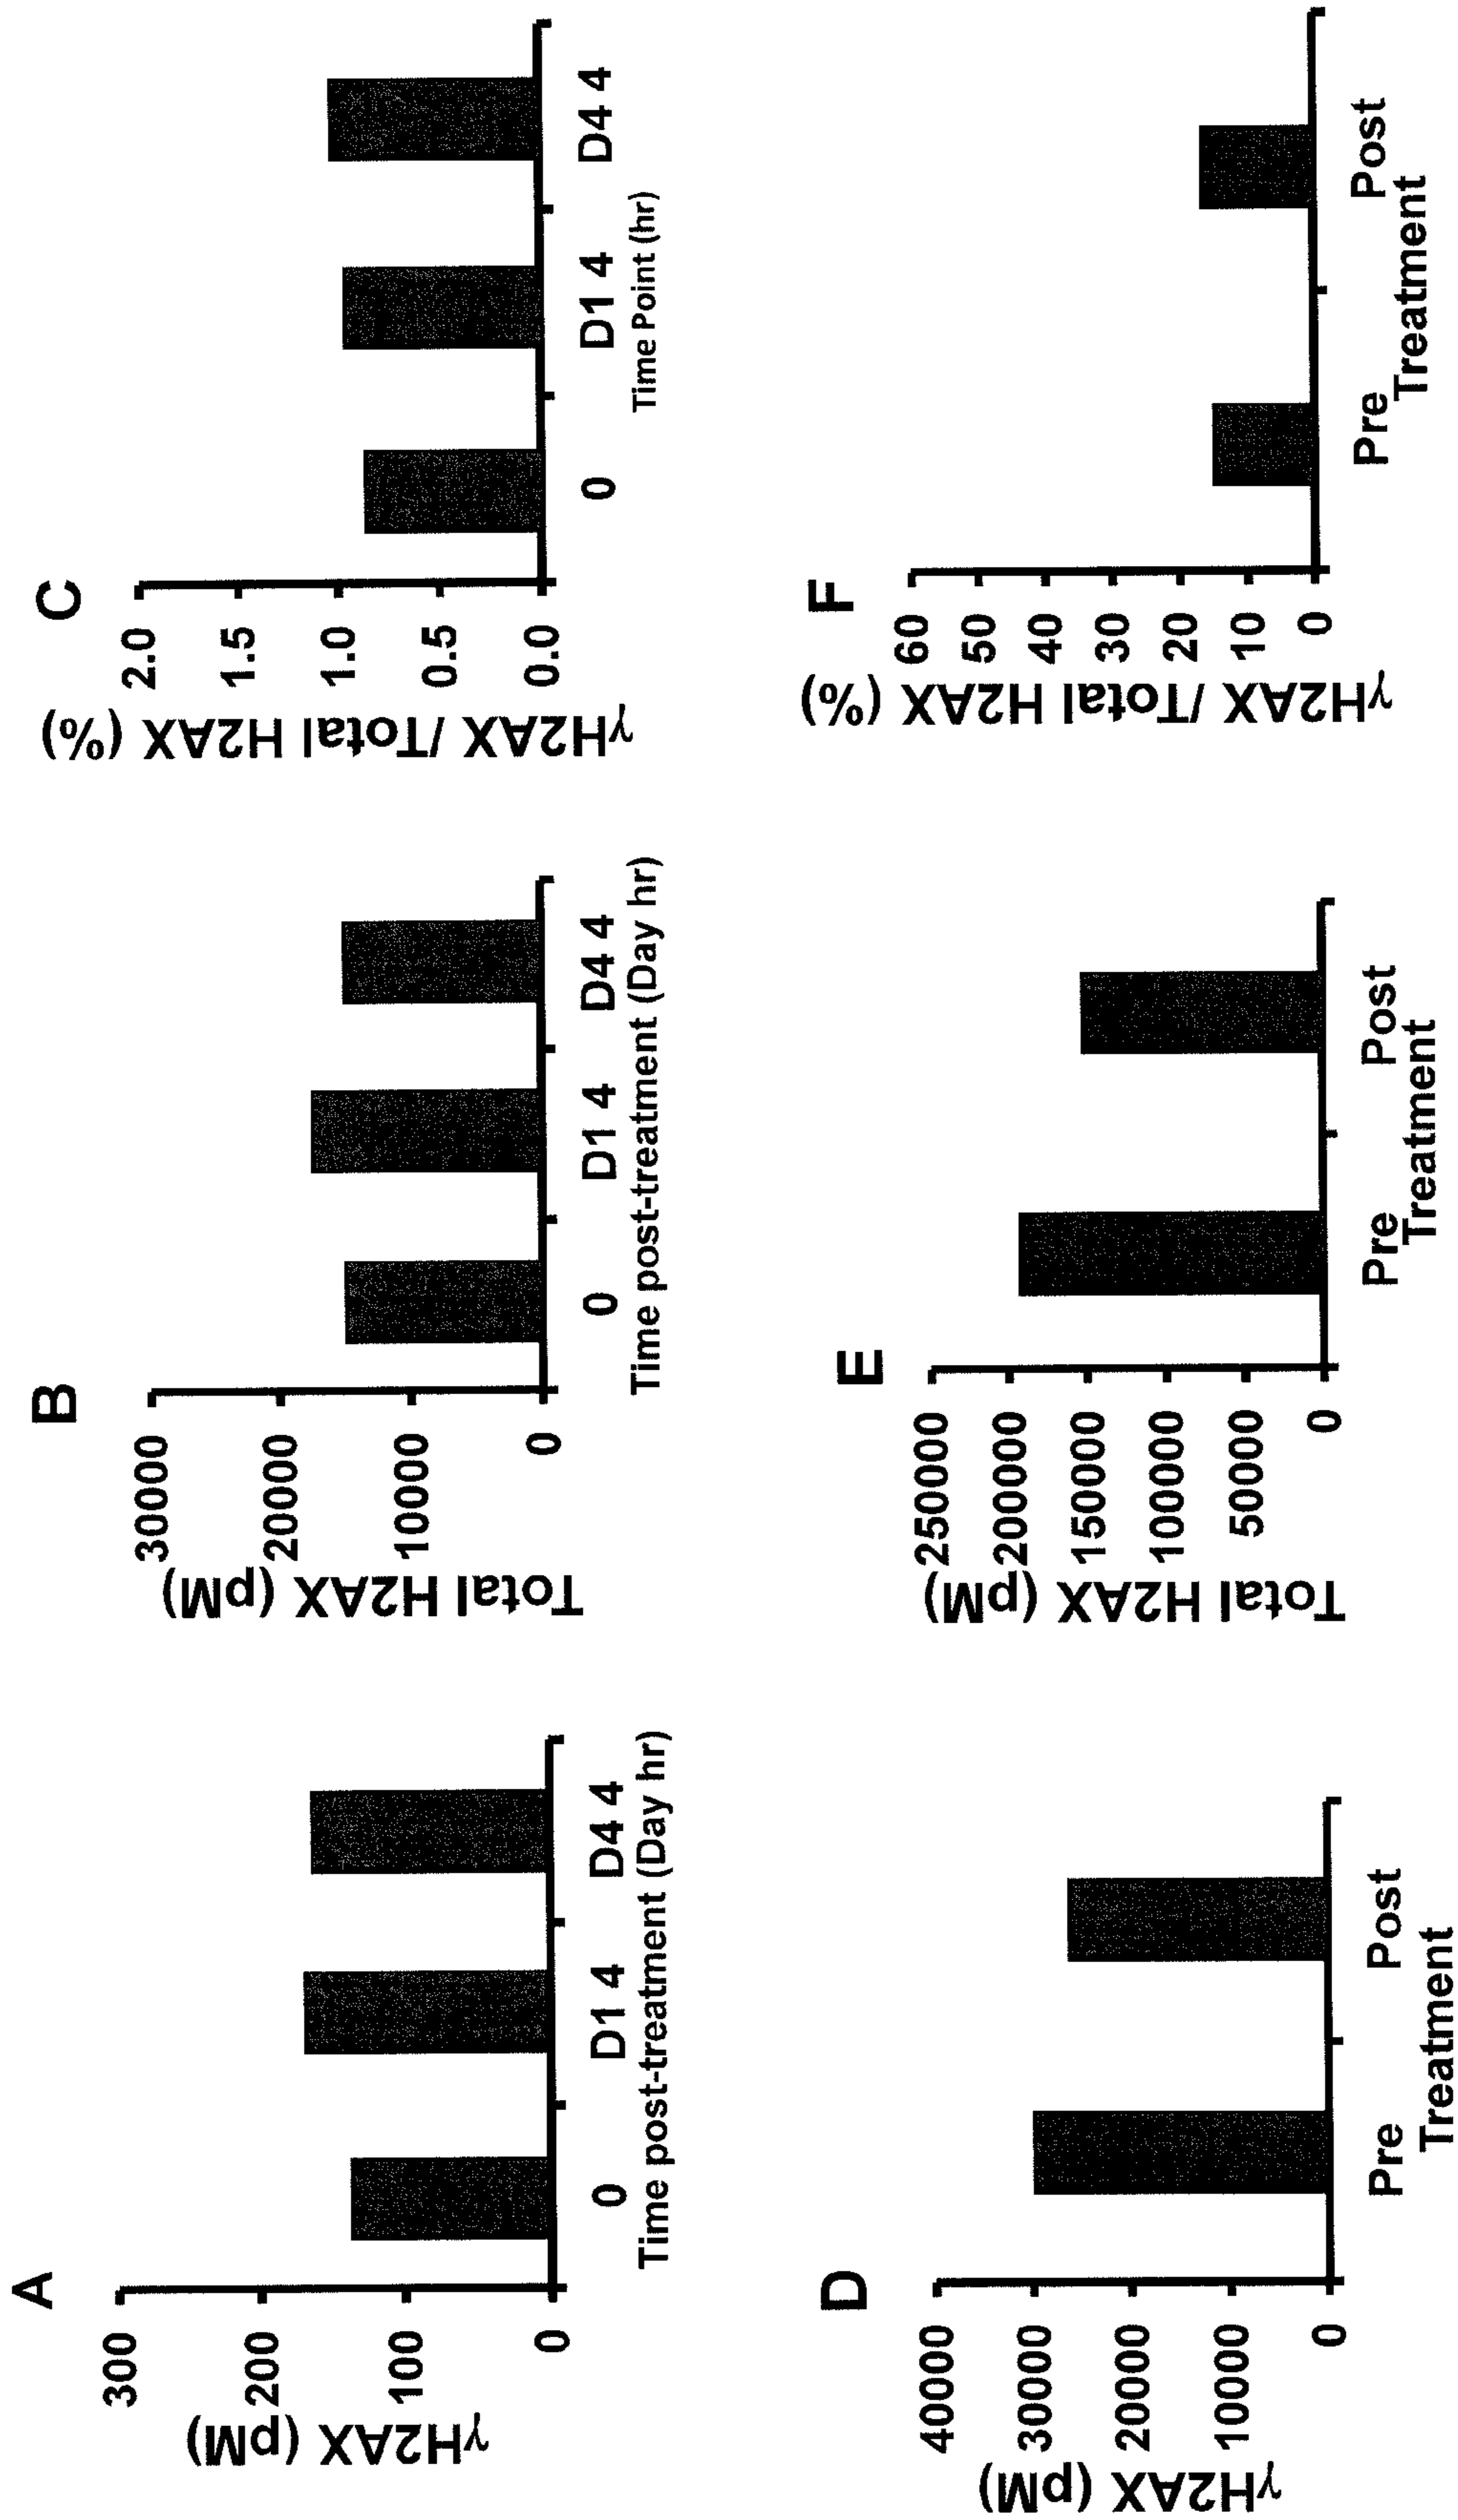 A
γH2AX (pM)
300
200
100
0
0 D1 4 D4 4
Time post-treatment (Day hr)
B
Total H2AX (pM)
30000
20000
10000
0
0 D1 4 D4 4
Time post-treatment (Day hr)
C
γH2AX /Total H2AX (%)
2.0
1.5
1.0
0.5
0.0
0 D1 4 D4 4
Time Point (hr)
D
γH2AX (pM)
40000
30000
20000
10000
0
Pre Post
Treatment
E
Total H2AX (pM)
250000
200000
150000
100000
50000
0
Pre Post
Treatment
F
γH2AX /Total H2AX (%)
60
50
40
30
20
10
0
Pre Post
Treatment